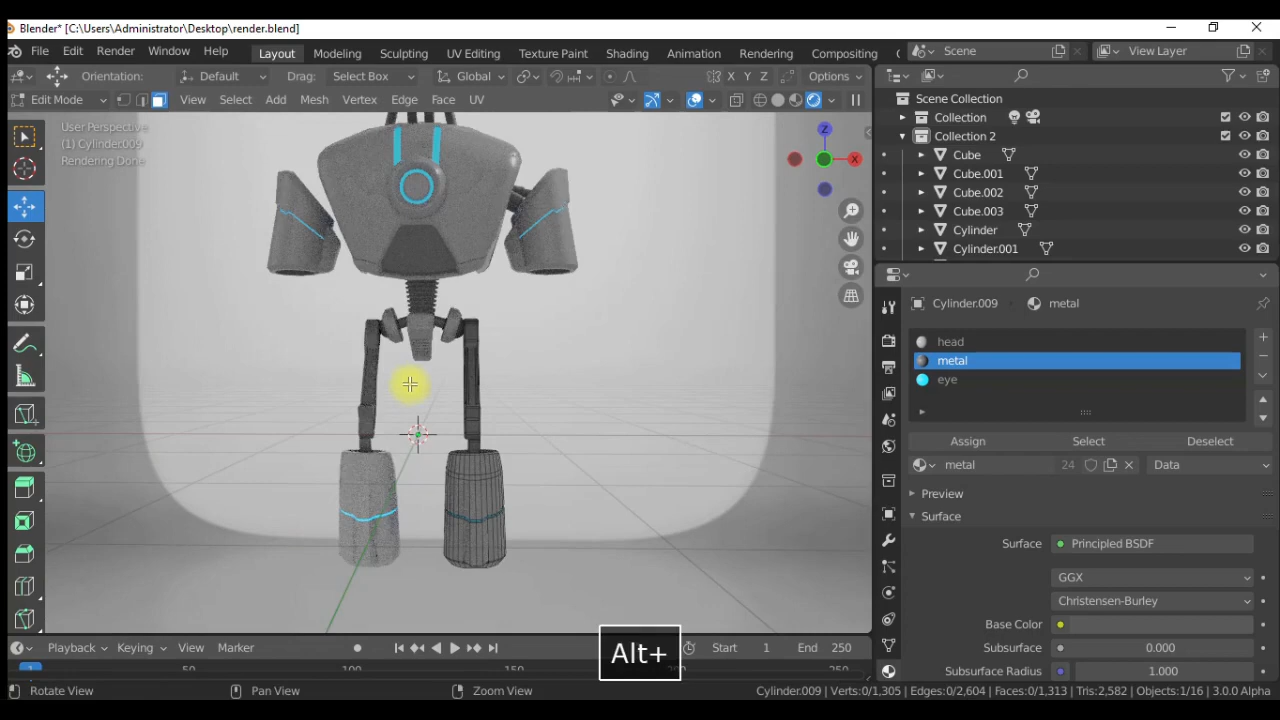 Blender* [C:\Users\Administrator\Desktop\render.blend]
File Edit Render Window Help Layout Modeling Sculpting UV Editing Texture Paint Shading Animation Rendering Compositing Scene View Layer
Orientation: Default Drag: Select Box Global X Y Z Options
Edit Mode View Select Add Mesh Vertex Edge Face UV
User Perspective
(1) Cylinder.009
Rendering Done
Z
X
Scene Collection
Collection
Collection 2
Cube
Cube.001
Cube.002
Cube.003
Cylinder
Cylinder.001
Cylinder.009 metal
head
metal
eye
Assign Select Deselect
metal 24 Data
Preview
Surface
Surface Principled BSDF
GGX
Christensen-Burley
Base Color
Subsurface 0.000
Subsurface Radius 1.000
Alt+
Playback Keying View Marker Start 1 End 250
1 50 100 150 250
Rotate View Pan View Zoom View Cylinder.009 | Verts:0/1,305 | Edges:0/2,604 | Faces:0/1,313 | Tris:2,582 | Objects:1/16 | 3.0.0 Alpha